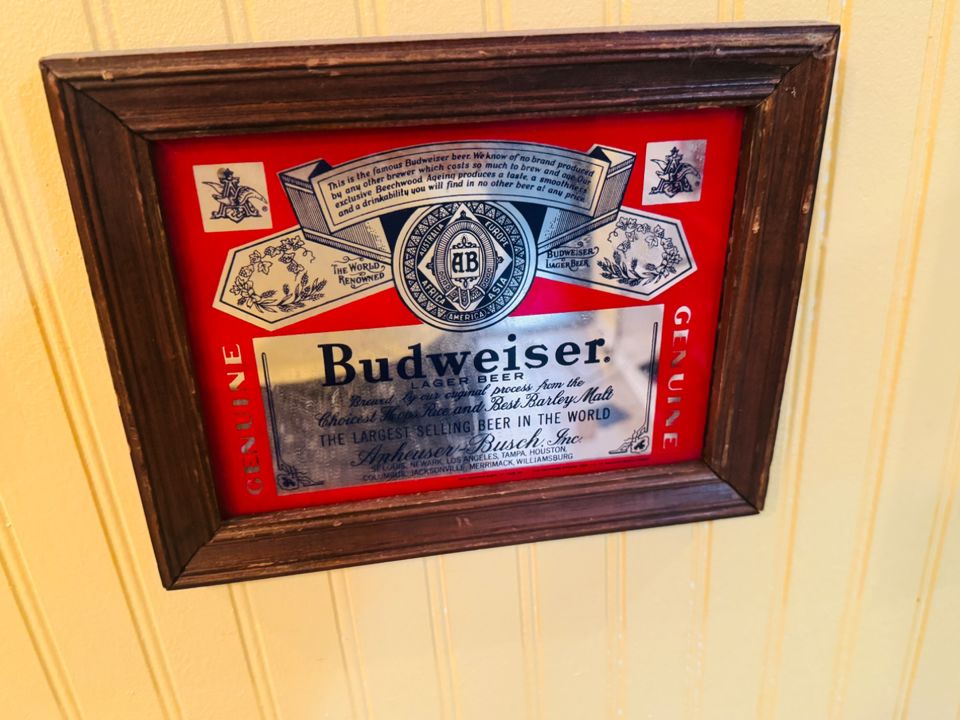 This is the famous Budweiser beer. We know of no brand produced
by any other brewer which costs so much to brew and age. Our
exclusive Beechwood Ageing produces a taste, a smoothness
and a drinkability you will find in no other beer at any price.
AUSTRALIA
EUROPE
AFRICA
ASIA
AMERICA
AB
THE WORLD
RENOWNED
BUDWEISER
LAGER BEER
GENUINE
GENUINE
Budweiser.
LAGER BEER
Brewed by our original process from the
Choicest Hops, Rice and Best Barley Malt
THE LARGEST SELLING BEER IN THE WORLD
Anheuser-Busch, Inc.
ST. LOUIS, NEWARK, LOS ANGELES, TAMPA, HOUSTON,
COLUMBUS, JACKSONVILLE, MERRIMACK, WILLIAMSBURG